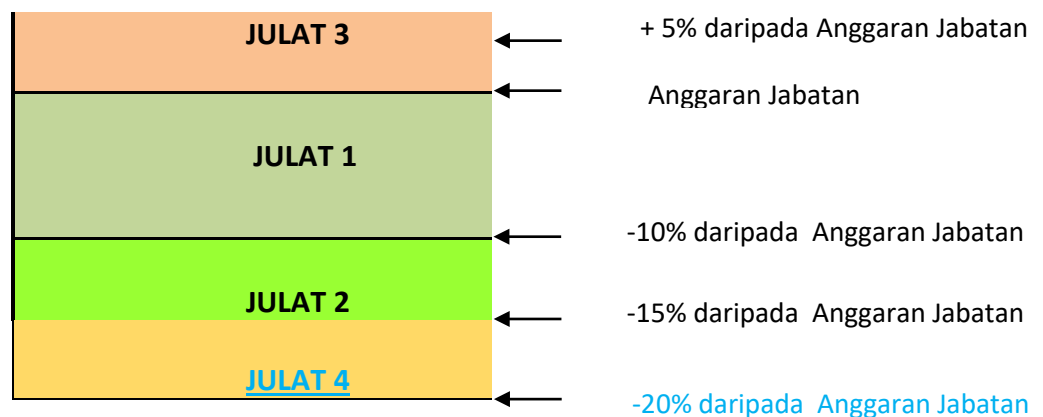 JULAT 3
+ 5% daripada Anggaran Jabatan
Anggaran Jabatan
JULAT 1
-10% daripada Anggaran Jabatan
JULAT 2
-15% daripada Anggaran Jabatan
JULAT 4
-20% daripada Anggaran Jabatan